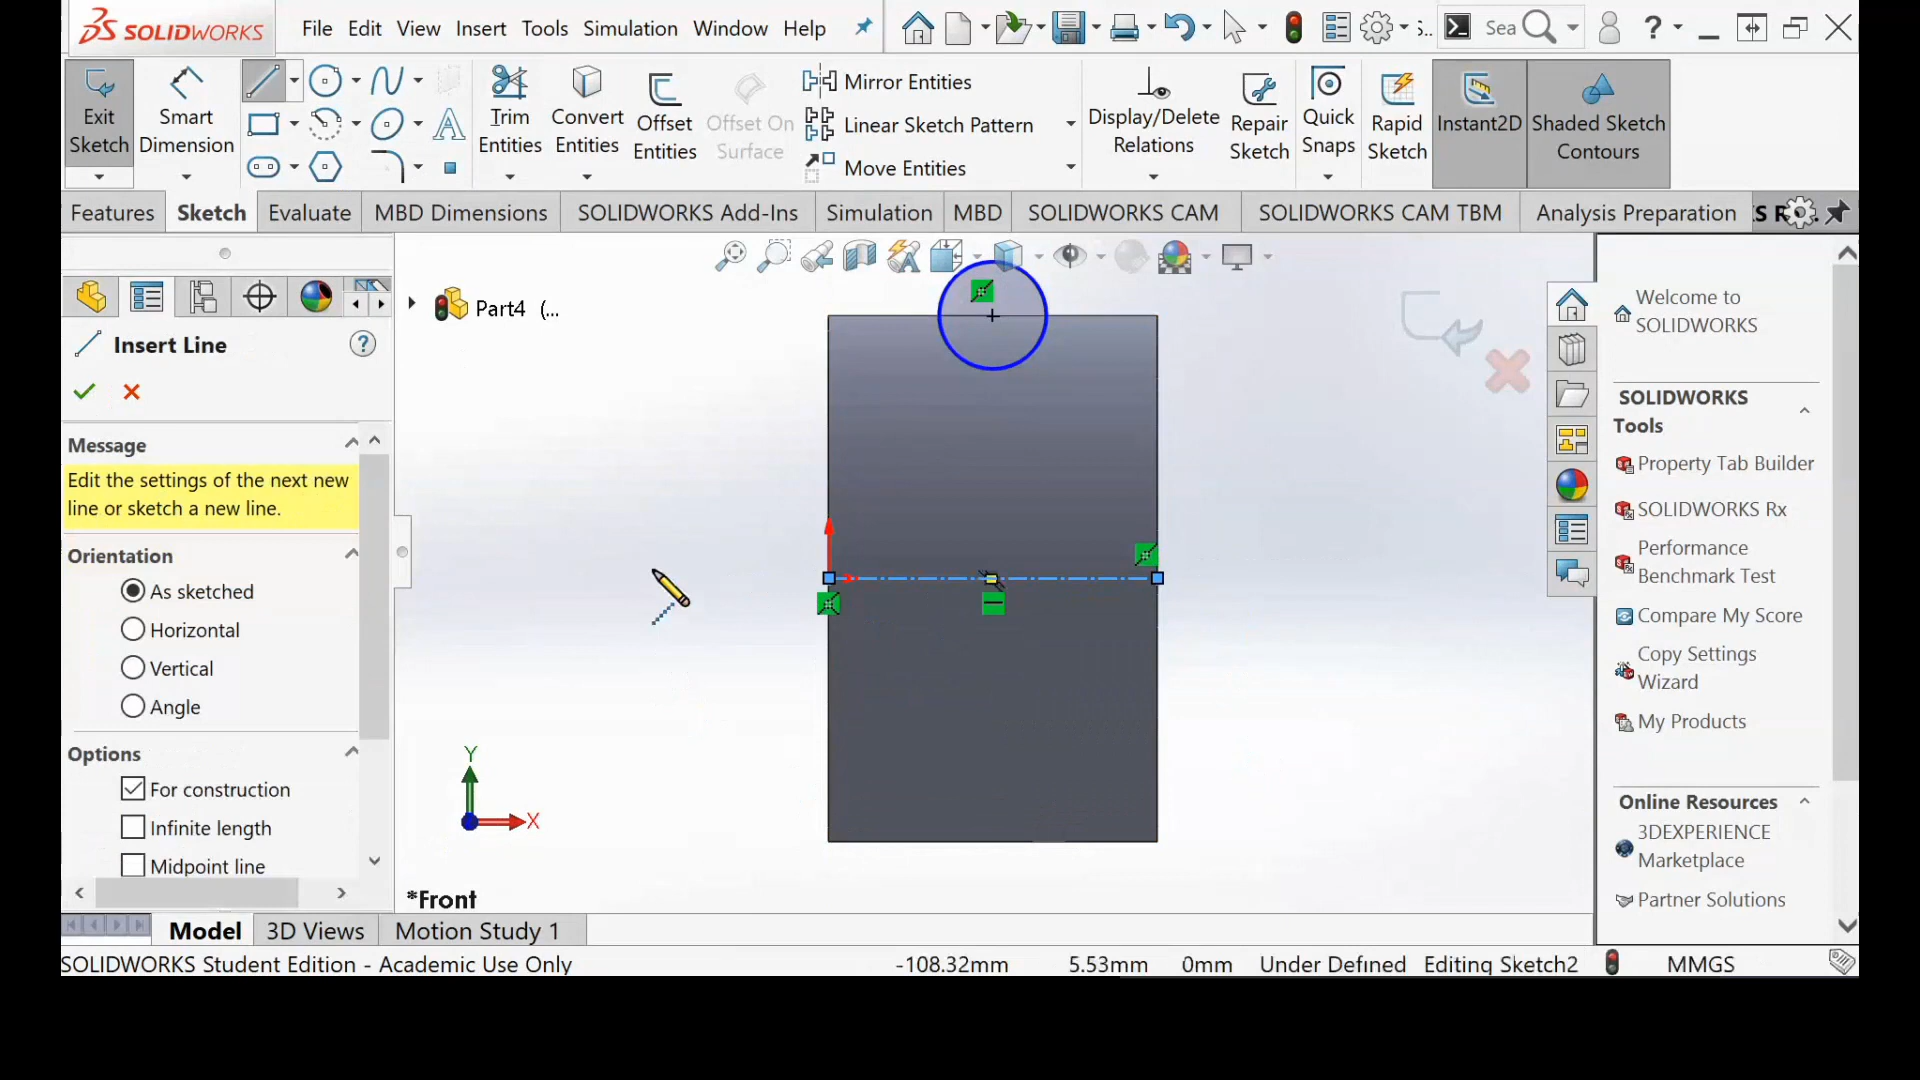 SOLIDWORKS File Edit View Insert Tools Simulation Window Help S.. Sea ?
Exit Sketch
Smart Dimension
Trim Entities
Convert Entities
Offset Entities
Offset On Surface
Mirror Entities
Linear Sketch Pattern
Move Entities
Display/Delete Relations
Repair Sketch
Quick Snaps
Rapid Sketch
Instant2D
Shaded Sketch Contours
Features Sketch Evaluate MBD Dimensions SOLIDWORKS Add-Ins Simulation MBD SOLIDWORKS CAM SOLIDWORKS CAM TBM Analysis Preparation
Part4 (...
Insert Line
?
Message
Edit the settings of the next new
line or sketch a new line.
Orientation
As sketched
Horizontal
Vertical
Angle
Options
For construction
Infinite length
Midpoint line
Y
X
*Front
Welcome to
SOLIDWORKS
SOLIDWORKS
Tools
Property Tab Builder
SOLIDWORKS Rx
Performance
Benchmark Test
Compare My Score
Copy Settings
Wizard
My Products
Online Resources
3DEXPERIENCE
Marketplace
Partner Solutions
Model 3D Views Motion Study 1
SOLIDWORKS Student Edition - Academic Use Only -108.32mm 5.53mm 0mm Under Defined Editing Sketch2 MMGS